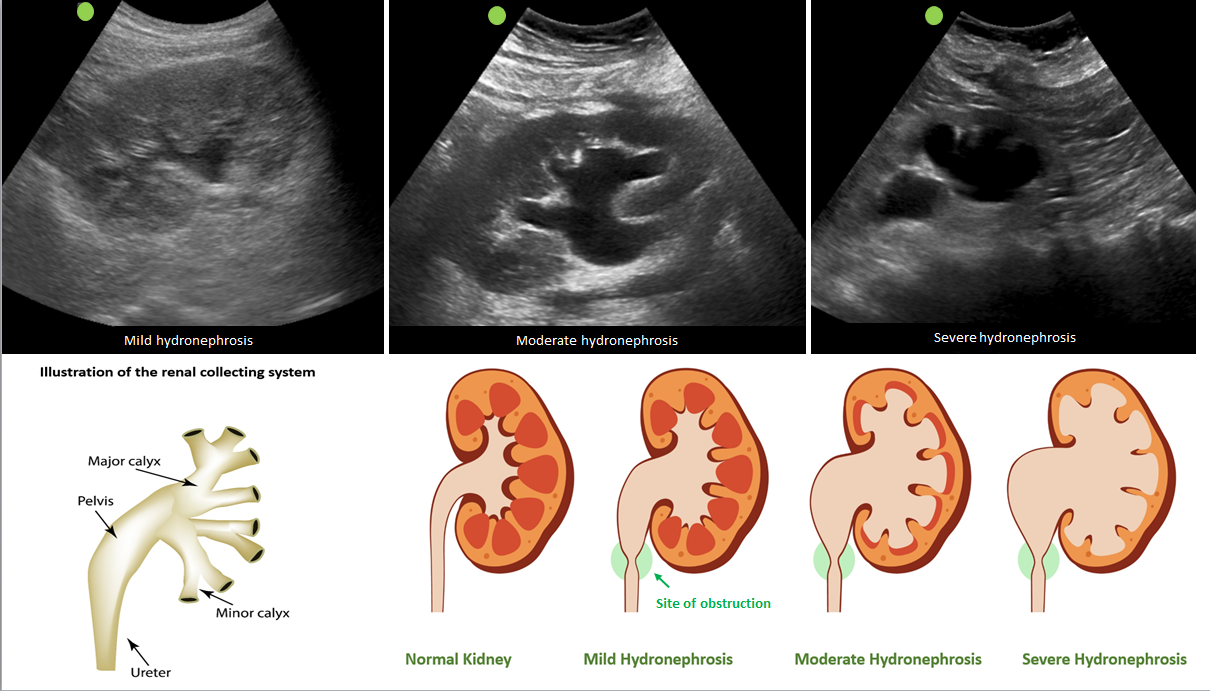 Mild hydronephrosis
Moderate hydronephrosis
Severe hydronephrosis
Illustration of the renal collecting system
Major calyx
Pelvis
Minor calyx
Ureter
Site of obstruction
Normal Kidney
Mild Hydronephrosis
Moderate Hydronephrosis
Severe Hydronephrosis